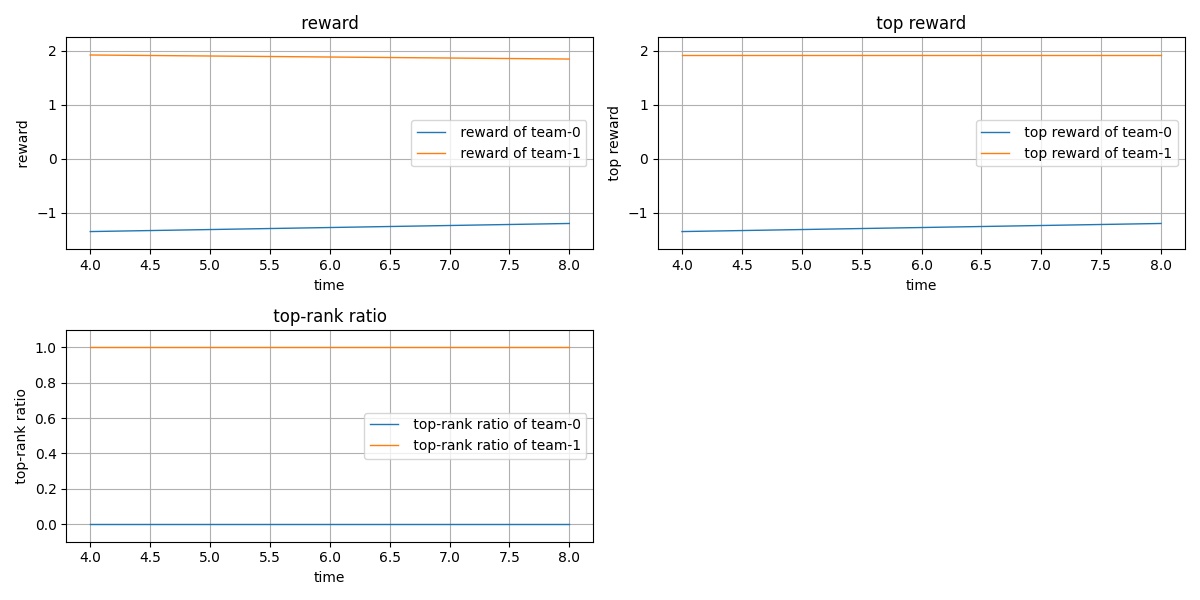 reward
2
1
0
−1
reward
reward of team-0
reward of team-1
4.0 4.5 5.0 5.5 6.0 6.5 7.0 7.5 8.0
time
top reward
2
1
0
−1
top reward
top reward of team-0
top reward of team-1
4.0 4.5 5.0 5.5 6.0 6.5 7.0 7.5 8.0
time
top-rank ratio
1.0
0.8
0.6
0.4
0.2
0.0
top-rank ratio
top-rank ratio of team-0
top-rank ratio of team-1
4.0 4.5 5.0 5.5 6.0 6.5 7.0 7.5 8.0
time